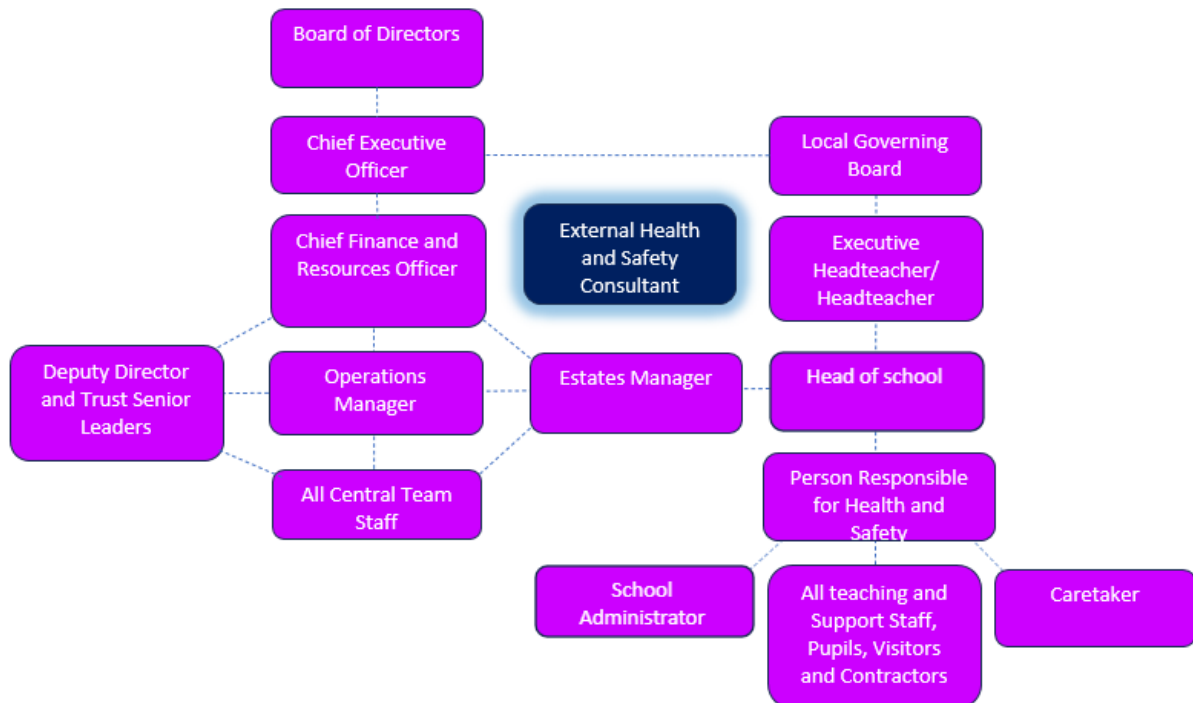 Board of Directors
Chief Executive
Officer
Local Governing
Board
Chief Finance and
Resources Officer
External Health
and Safety
Consultant
Executive
Headteacher/
Headteacher
Deputy Director
and Trust Senior
Leaders
Operations
Manager
Estates Manager
Head of school
All Central Team
Staff
Person Responsible
for Health and
Safety
School
Administrator
All teaching and
Support Staff,
Pupils, Visitors
and Contractors
Caretaker